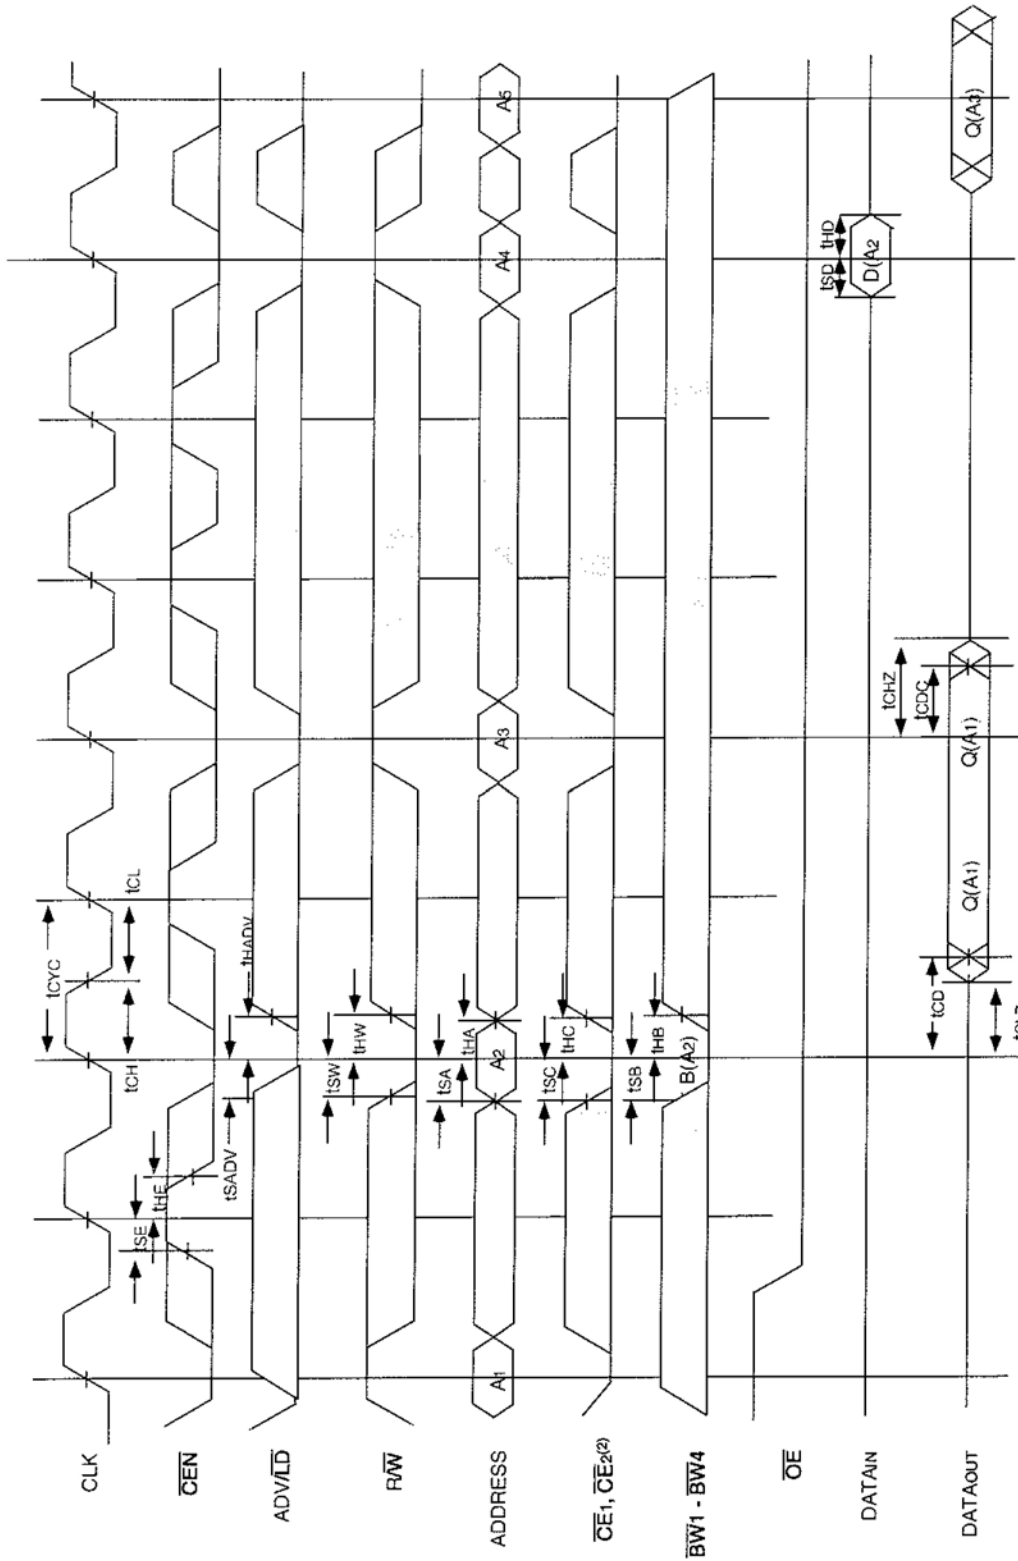 CLK
tCYC
tCH
tCL
tSE
tHE
CEN
tSADV
tHADV
ADV/LD
tSW
tHW
R/W
tSA
tHA
ADDRESS
A1
A2
A3
A4
A5
tSC
tHC
CE1, CE2(2)
tSB
tHB
B(A2)
BW1 - BW4
OE
tSD
tHD
D(A2
DATAIN
tCHZ
tCDC
tCD
Q(A1)
Q(A1)
Q(A3)
DATAOUT